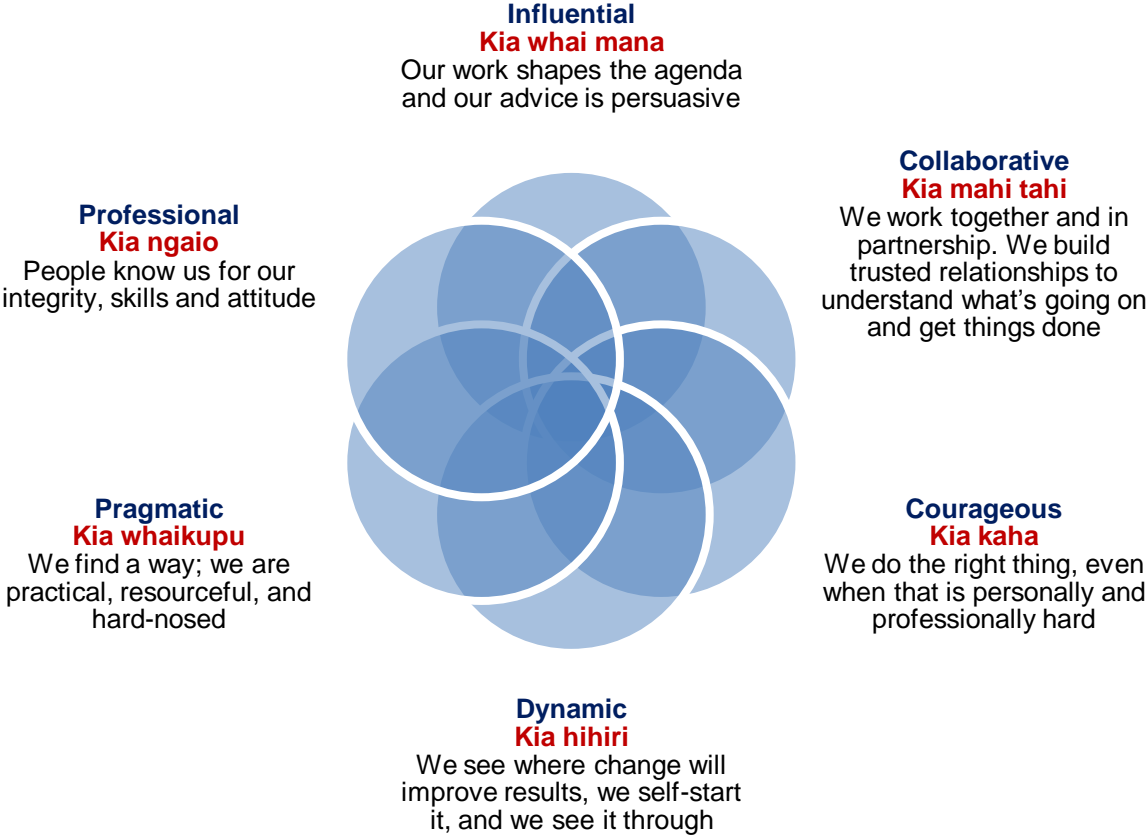 Influential
Kia whai mana
Our work shapes the agenda
and our advice is persuasive
Collaborative
Kia mahi tahi
We work together and in
partnership. We build
trusted relationships to
understand what’s going on
and get things done
Courageous
Kia kaha
We do the right thing, even
when that is personally and
professionally hard
Dynamic
Kia hihiri
We see where change will
improve results, we self-start
it, and we see it through
Pragmatic
Kia whaikupu
We find a way; we are
practical, resourceful, and
hard-nosed
Professional
Kia ngaio
People know us for our
integrity, skills and attitude